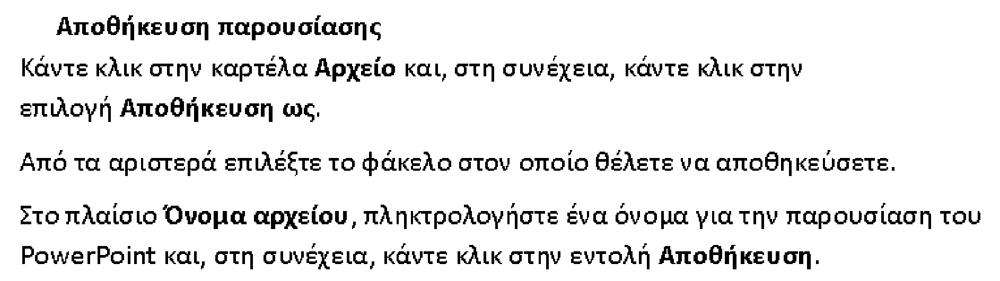 Αποθήκευση παρουσίασης
Κάντε κλικ στην καρτέλα Αρχείο και, στη συνέχεια, κάντε κλικ στην
επιλογή Αποθήκευση ως.
Από τα αριστερά επιλέξτε το φάκελο στον οποίο θέλετε να αποθηκεύσετε.
Στο πλαίσιο Όνομα αρχείου, πληκτρολογήστε ένα όνομα για την παρουσίαση του
PowerPoint και, στη συνέχεια, κάντε κλικ στην εντολή Αποθήκευση.